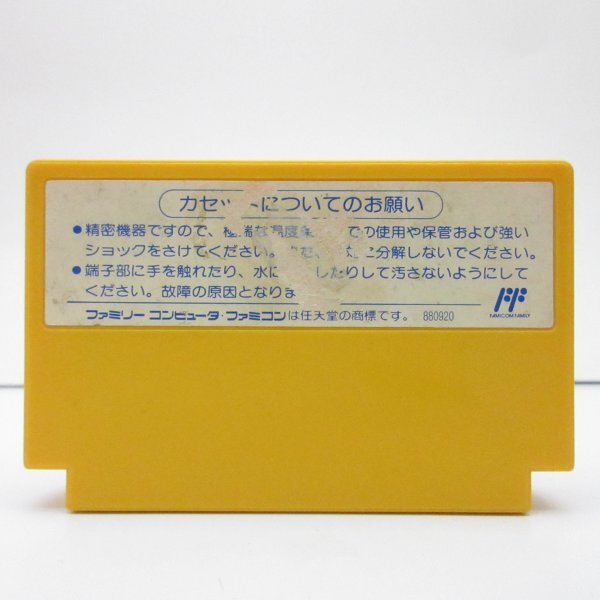 カセッ についてのお願い
●精密機器ですので、極端な温度 での使用や保管および強い
ショックをさけてください。 に分解しないでください。
●端子部に手を触れたり、水に したりして汚さないようにして
ください。故障の原因となりま
ファミリー コンピュータ・ファミコンは任天堂の商標です。 880920
FAMICOM FAMILY